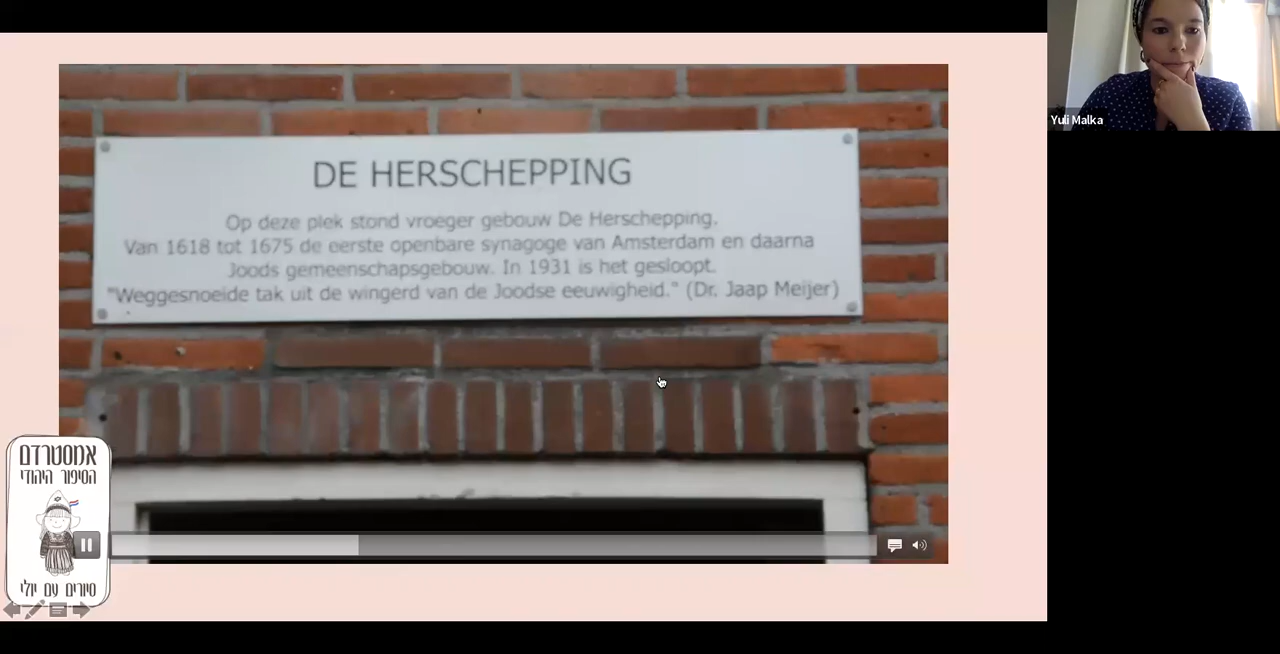 DE HERSCHEPPING
Op deze plek stond vroeger gebouw De Herschepping.
Van 1618 tot 1675 de eerste openbare synagoge van Amsterdam en daarna
Joods gemeenschapsgebouw. In 1931 is het gesloopt.
"Weggesnoeide tak uit de wingerd van de Joodse eeuwigheid." (Dr. Jaap Meijer)
Yuli Malka
אמסטרדם
הסיפור היהודי
סיורים עם יולי